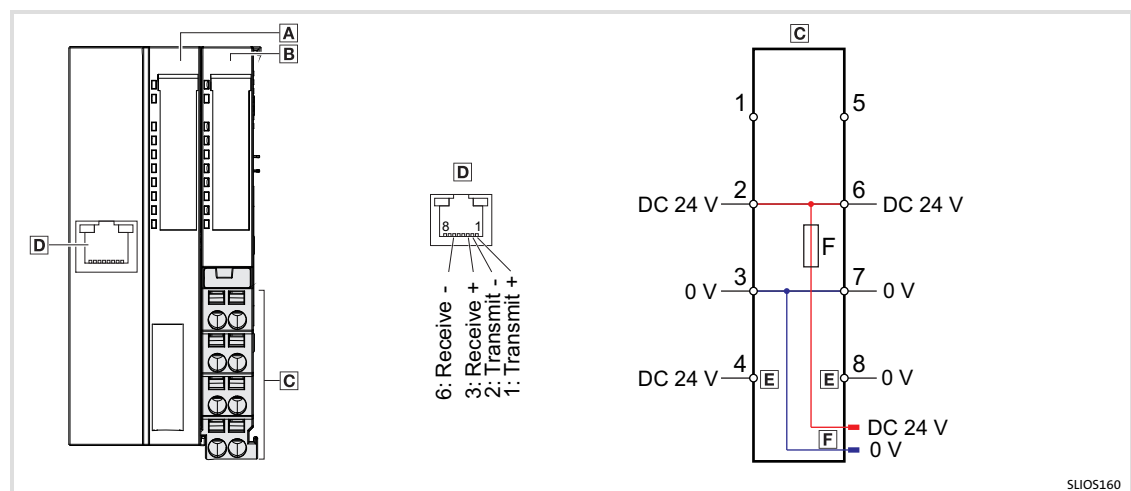 A
B
C
D
D
C
8 1
6: Receive -
3: Receive +
2: Transmit -
1: Transmit +
1 5
DC 24 V 2 6 DC 24 V
F
0 V 3 7 0 V
DC 24 V 4 E E 8 0 V
F DC 24 V
0 V
SLIOS160